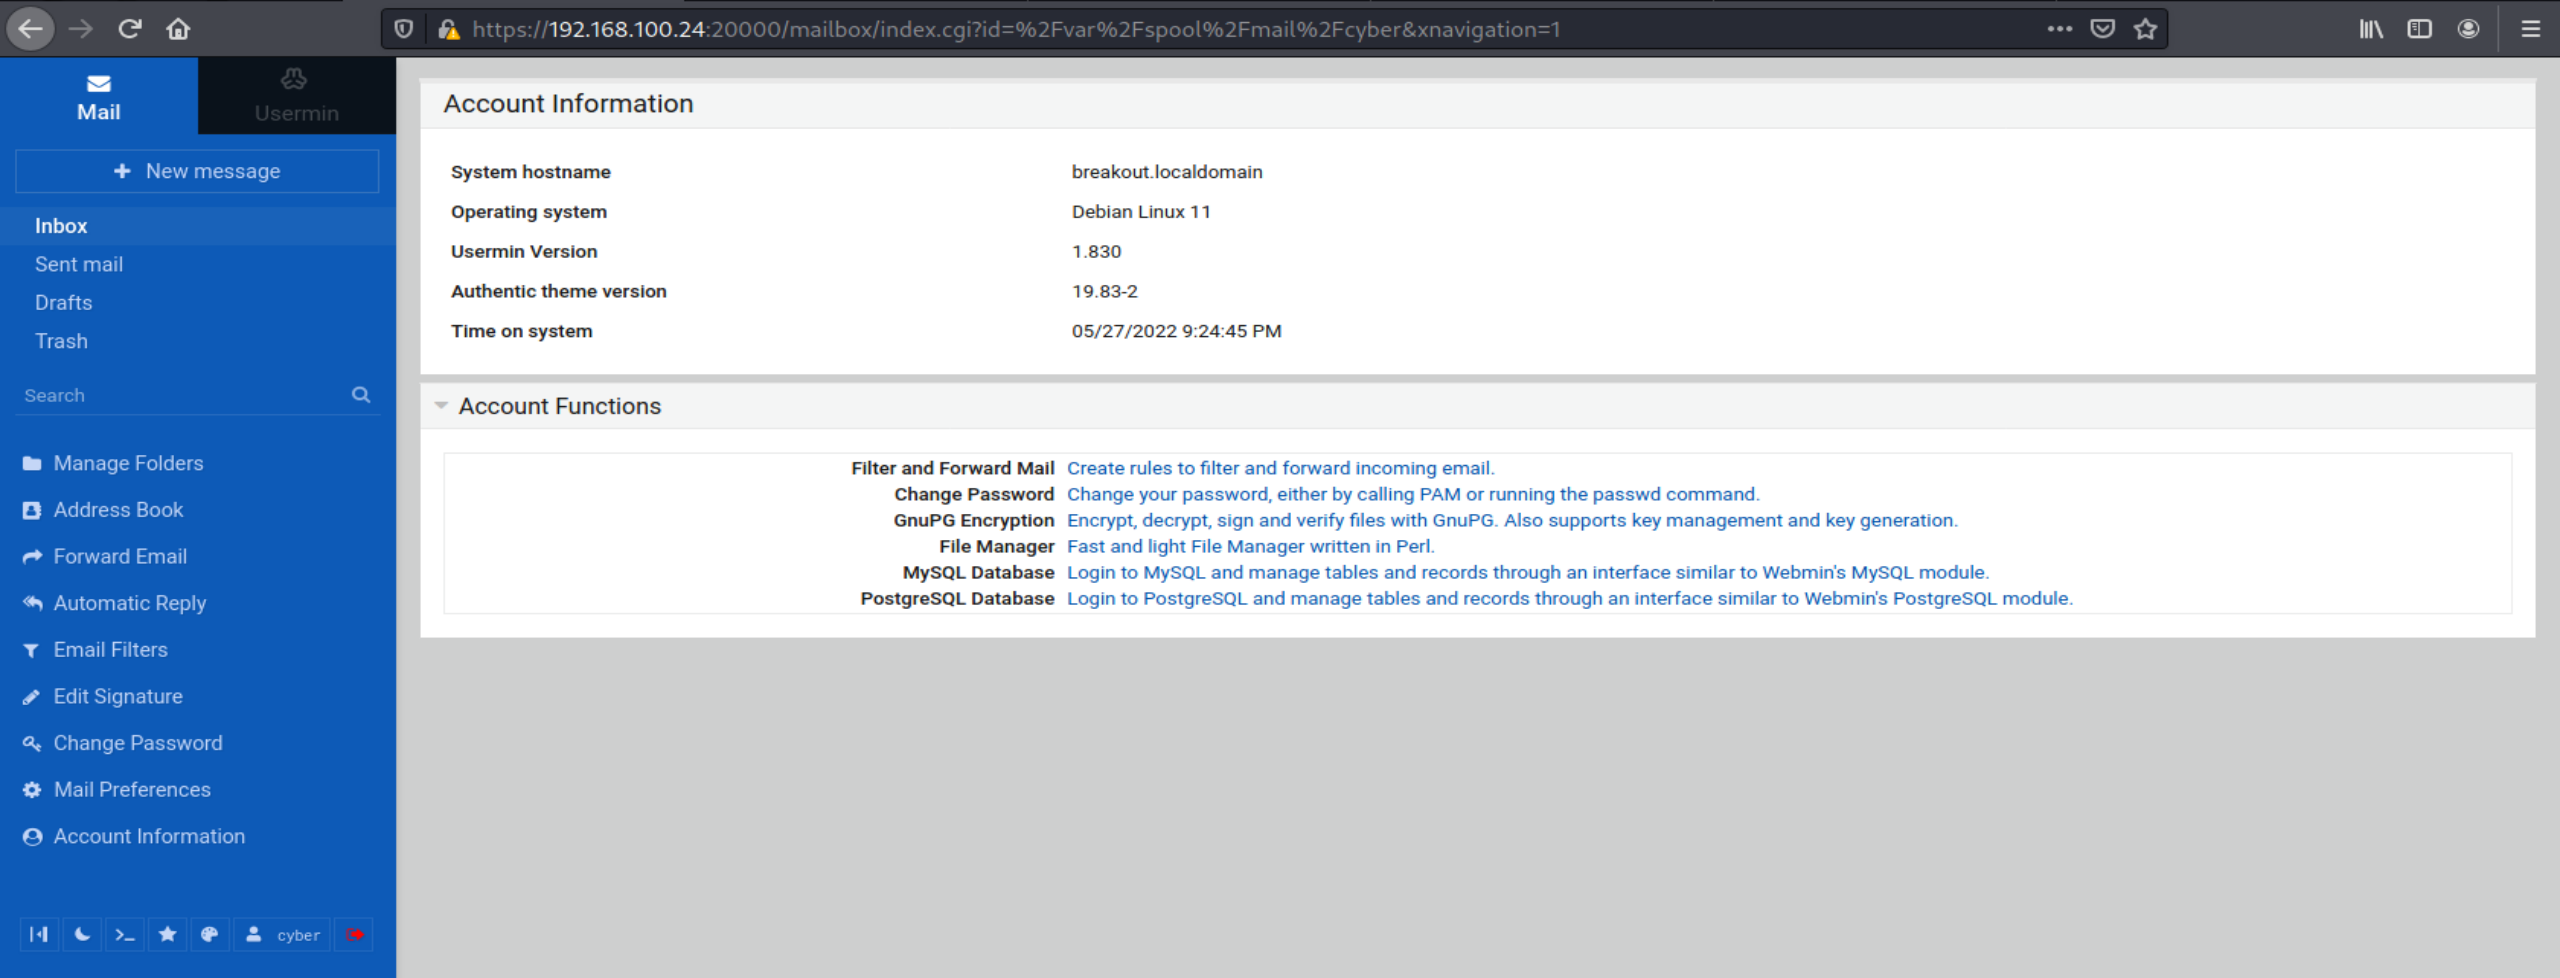 https://192.168.100.24:20000/mailbox/index.cgi?id=%2Fvar%2Fspool%2Fmail%2Fcyber&xnavigation=1
Mail
Usermin
New message
Inbox
Sent mail
Drafts
Trash
Search
Manage Folders
Address Book
Forward Email
Automatic Reply
Email Filters
Edit Signature
Change Password
Mail Preferences
Account Information
cyber
Account Information
System hostname breakout.localdomain
Operating system Debian Linux 11
Usermin Version 1.830
Authentic theme version 19.83-2
Time on system 05/27/2022 9:24:45 PM
Account Functions
Filter and Forward Mail Create rules to filter and forward incoming email.
Change Password Change your password, either by calling PAM or running the passwd command.
GnuPG Encryption Encrypt, decrypt, sign and verify files with GnuPG. Also supports key management and key generation.
File Manager Fast and light File Manager written in Perl.
MySQL Database Login to MySQL and manage tables and records through an interface similar to Webmin's MySQL module.
PostgreSQL Database Login to PostgreSQL and manage tables and records through an interface similar to Webmin's PostgreSQL module.